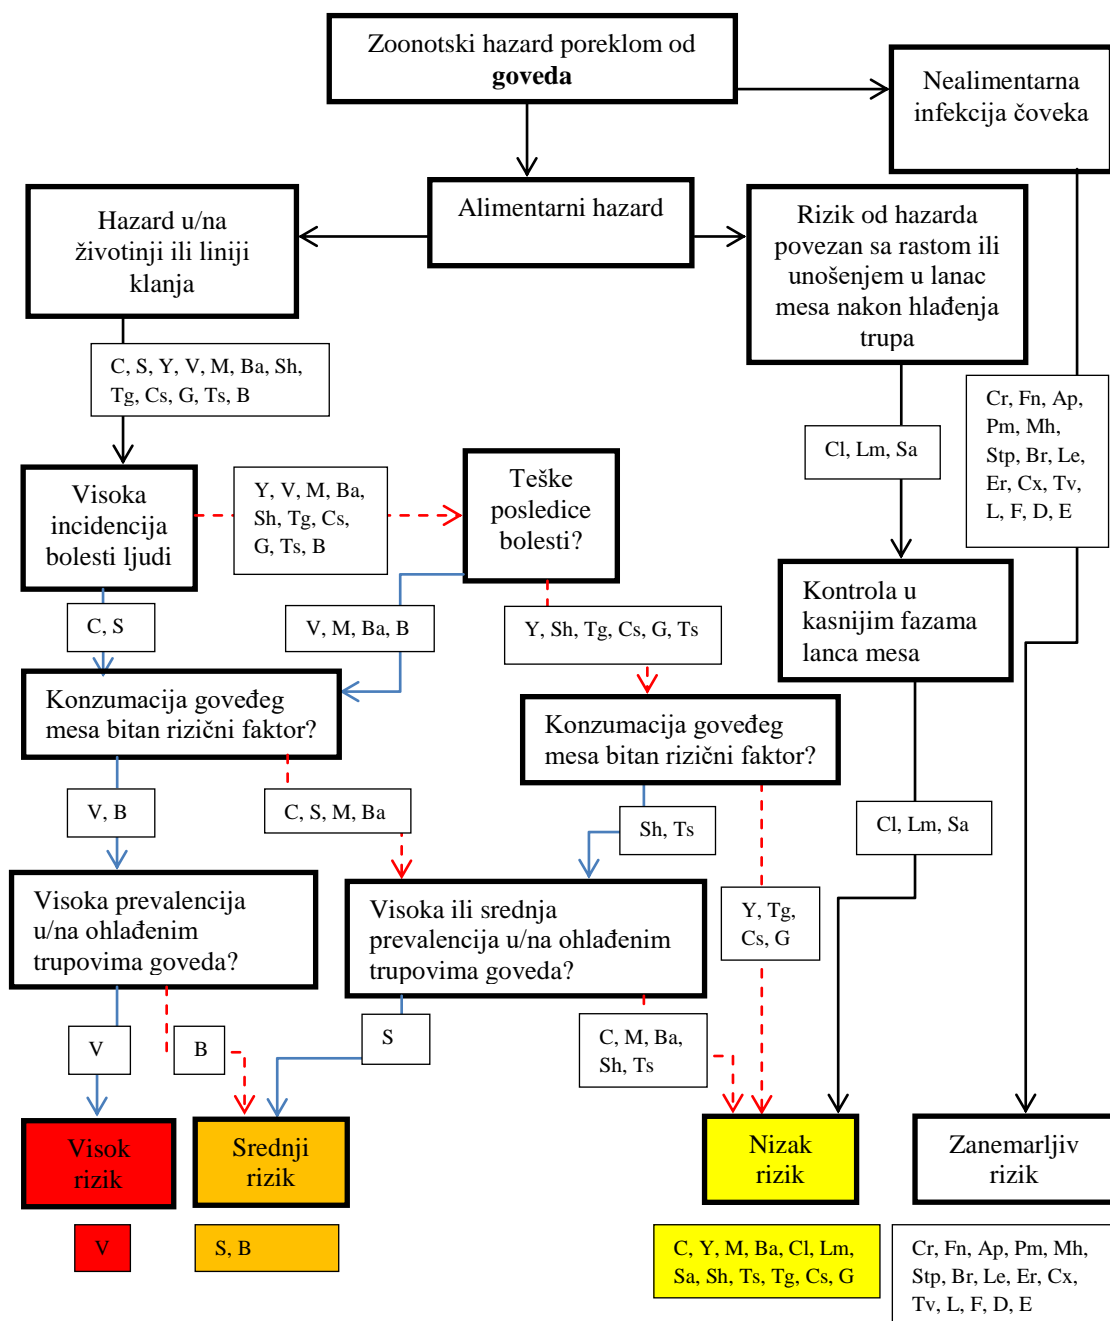 Zoonotski hazard poreklom od
goveda
Nealimentarna
infekcija čoveka
Hazard u/na
životinji ili liniji
klanja
Alimentarni hazard
Rizik od hazarda
povezan sa rastom ili
unošenjem u lanac
mesa nakon hlađenja
trupa
C, S, Y, V, M, Ba, Sh,
Tg, Cs, G, Ts, B
Cr, Fn, Ap,
Pm, Mh,
Stp, Br, Le,
Er, Cx, Tv,
L, F, D, E
Cl, Lm, Sa
Visoka
incidencija
bolesti ljudi
Y, V, M, Ba,
Sh, Tg, Cs,
G, Ts, B
Teške
posledice
bolesti?
Kontrola u
kasnijim fazama
lanca mesa
C, S
V, M, Ba, B
Y, Sh, Tg, Cs, G, Ts
Konzumacija goveđeg
mesa bitan rizični faktor?
Konzumacija goveđeg
mesa bitan rizični faktor?
V, B
C, S, M, Ba
Sh, Ts
Cl, Lm, Sa
Visoka prevalencija
u/na ohlađenim
trupovima goveda?
Visoka ili srednja
prevalencija u/na ohlađenim
trupovima goveda?
Y, Tg,
Cs, G
V
B
S
C, M, Ba,
Sh, Ts
Visok
rizik
Srednji
rizik
Nizak
rizik
Zanemarljiv
rizik
V
S, B
C, Y, M, Ba, Cl, Lm,
Sa, Sh, Ts, Tg, Cs, G
Cr, Fn, Ap, Pm, Mh,
Stp, Br, Le, Er, Cx,
Tv, L, F, D, E